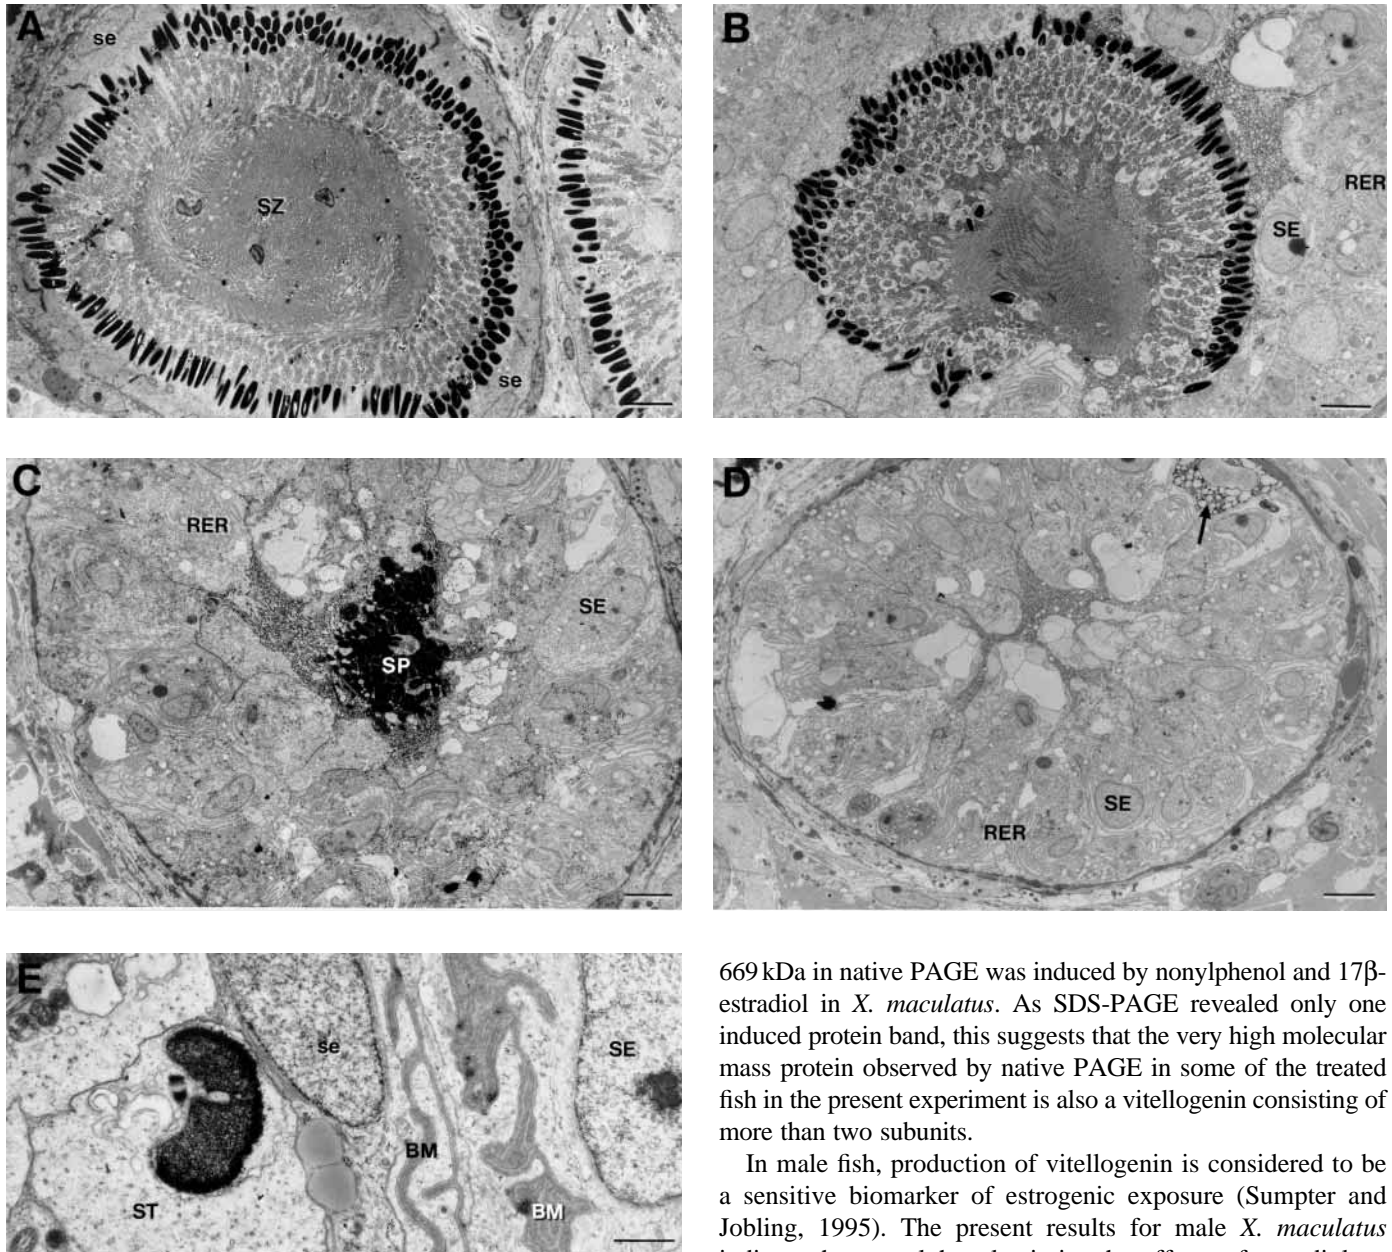 A
se
SZ
se
B
RER
SE
C
RER
SE
SP
D
SE
RER
E
se
SE
BM
ST
BM
669 kDa in native PAGE was induced by nonylphenol and 17β-
estradiol in X. maculatus. As SDS-PAGE revealed only one
induced protein band, this suggests that the very high molecular
mass protein observed by native PAGE in some of the treated
fish in the present experiment is also a vitellogenin consisting of
more than two subunits.
In male fish, production of vitellogenin is considered to be
a sensitive biomarker of estrogenic exposure (Sumpter and
Jobling, 1995). The present results for male X. maculatus